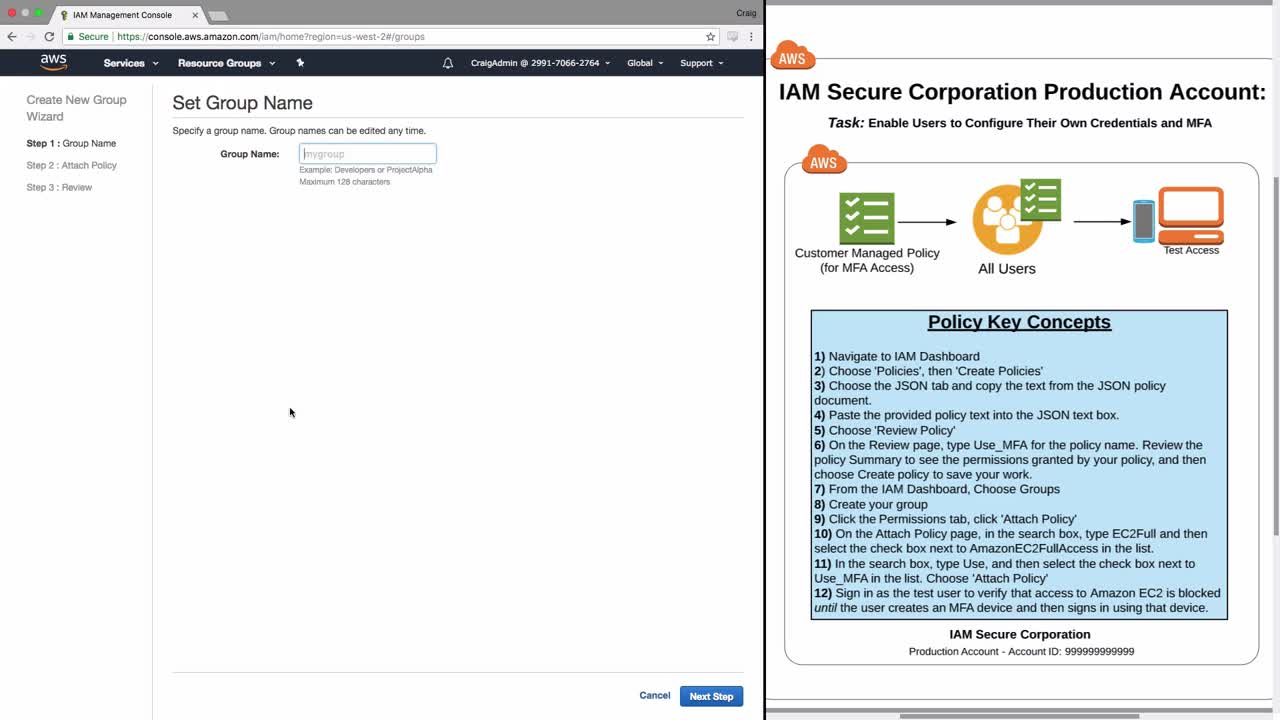 IAM Management Console
Craig
Secure
https://console.aws.amazon.com/iam/home?region=us-west-2#/groups
aws
Services
Resource Groups
CraigAdmin @ 2991-7066-2764
Global
Support
Create New Group
Wizard
Step 1 : Group Name
Step 2 : Attach Policy
Step 3 : Review
Set Group Name
Specify a group name. Group names can be edited any time.
Group Name:
mygroup
Example: Developers or ProjectAlpha
Maximum 128 characters
Cancel
Next Step
AWS
IAM Secure Corporation Production Account:
Task: Enable Users to Configure Their Own Credentials and MFA
AWS
Customer Managed Policy
(for MFA Access)
All Users
Test Access
Policy Key Concepts
1) Navigate to IAM Dashboard
2) Choose 'Policies', then 'Create Policies'
3) Choose the JSON tab and copy the text from the JSON policy
document.
4) Paste the provided policy text into the JSON text box.
5) Choose 'Review Policy'
6) On the Review page, type Use_MFA for the policy name. Review the
policy Summary to see the permissions granted by your policy, and then
choose Create policy to save your work.
7) From the IAM Dashboard, Choose Groups
8) Create your group
9) Click the Permissions tab, click 'Attach Policy'
10) On the Attach Policy page, in the search box, type EC2Full and then
select the check box next to AmazonEC2FullAccess in the list.
11) In the search box, type Use, and then select the check box next to
Use_MFA in the list. Choose 'Attach Policy'
12) Sign in as the test user to verify that access to Amazon EC2 is blocked
until the user creates an MFA device and then signs in using that device.
IAM Secure Corporation
Production Account - Account ID: 999999999999